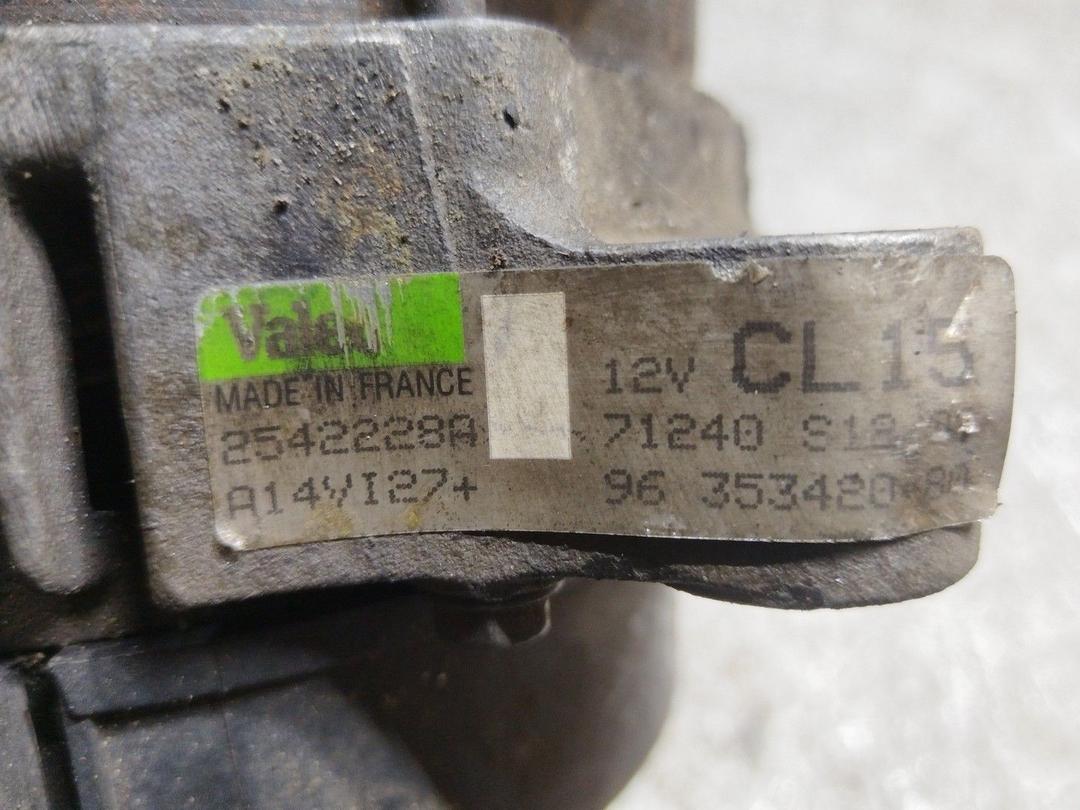 Valeo
MADE IN FRANCE
2542228A
A14VI27+
12V CL15
71240
96 353420